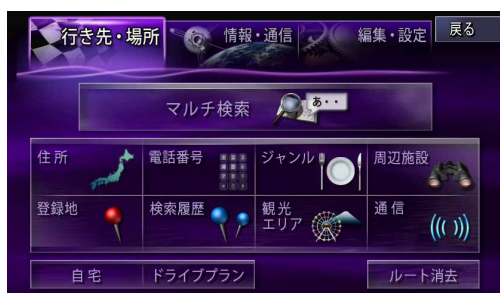 行き先・場所
情報・通信
編集・設定
戻る
マルチ検索
あ・・
住所
電話番号
ジャンル
周辺施設
登録地
検索履歴
観光
エリア
通信
自宅
ドライブプラン
ルート消去